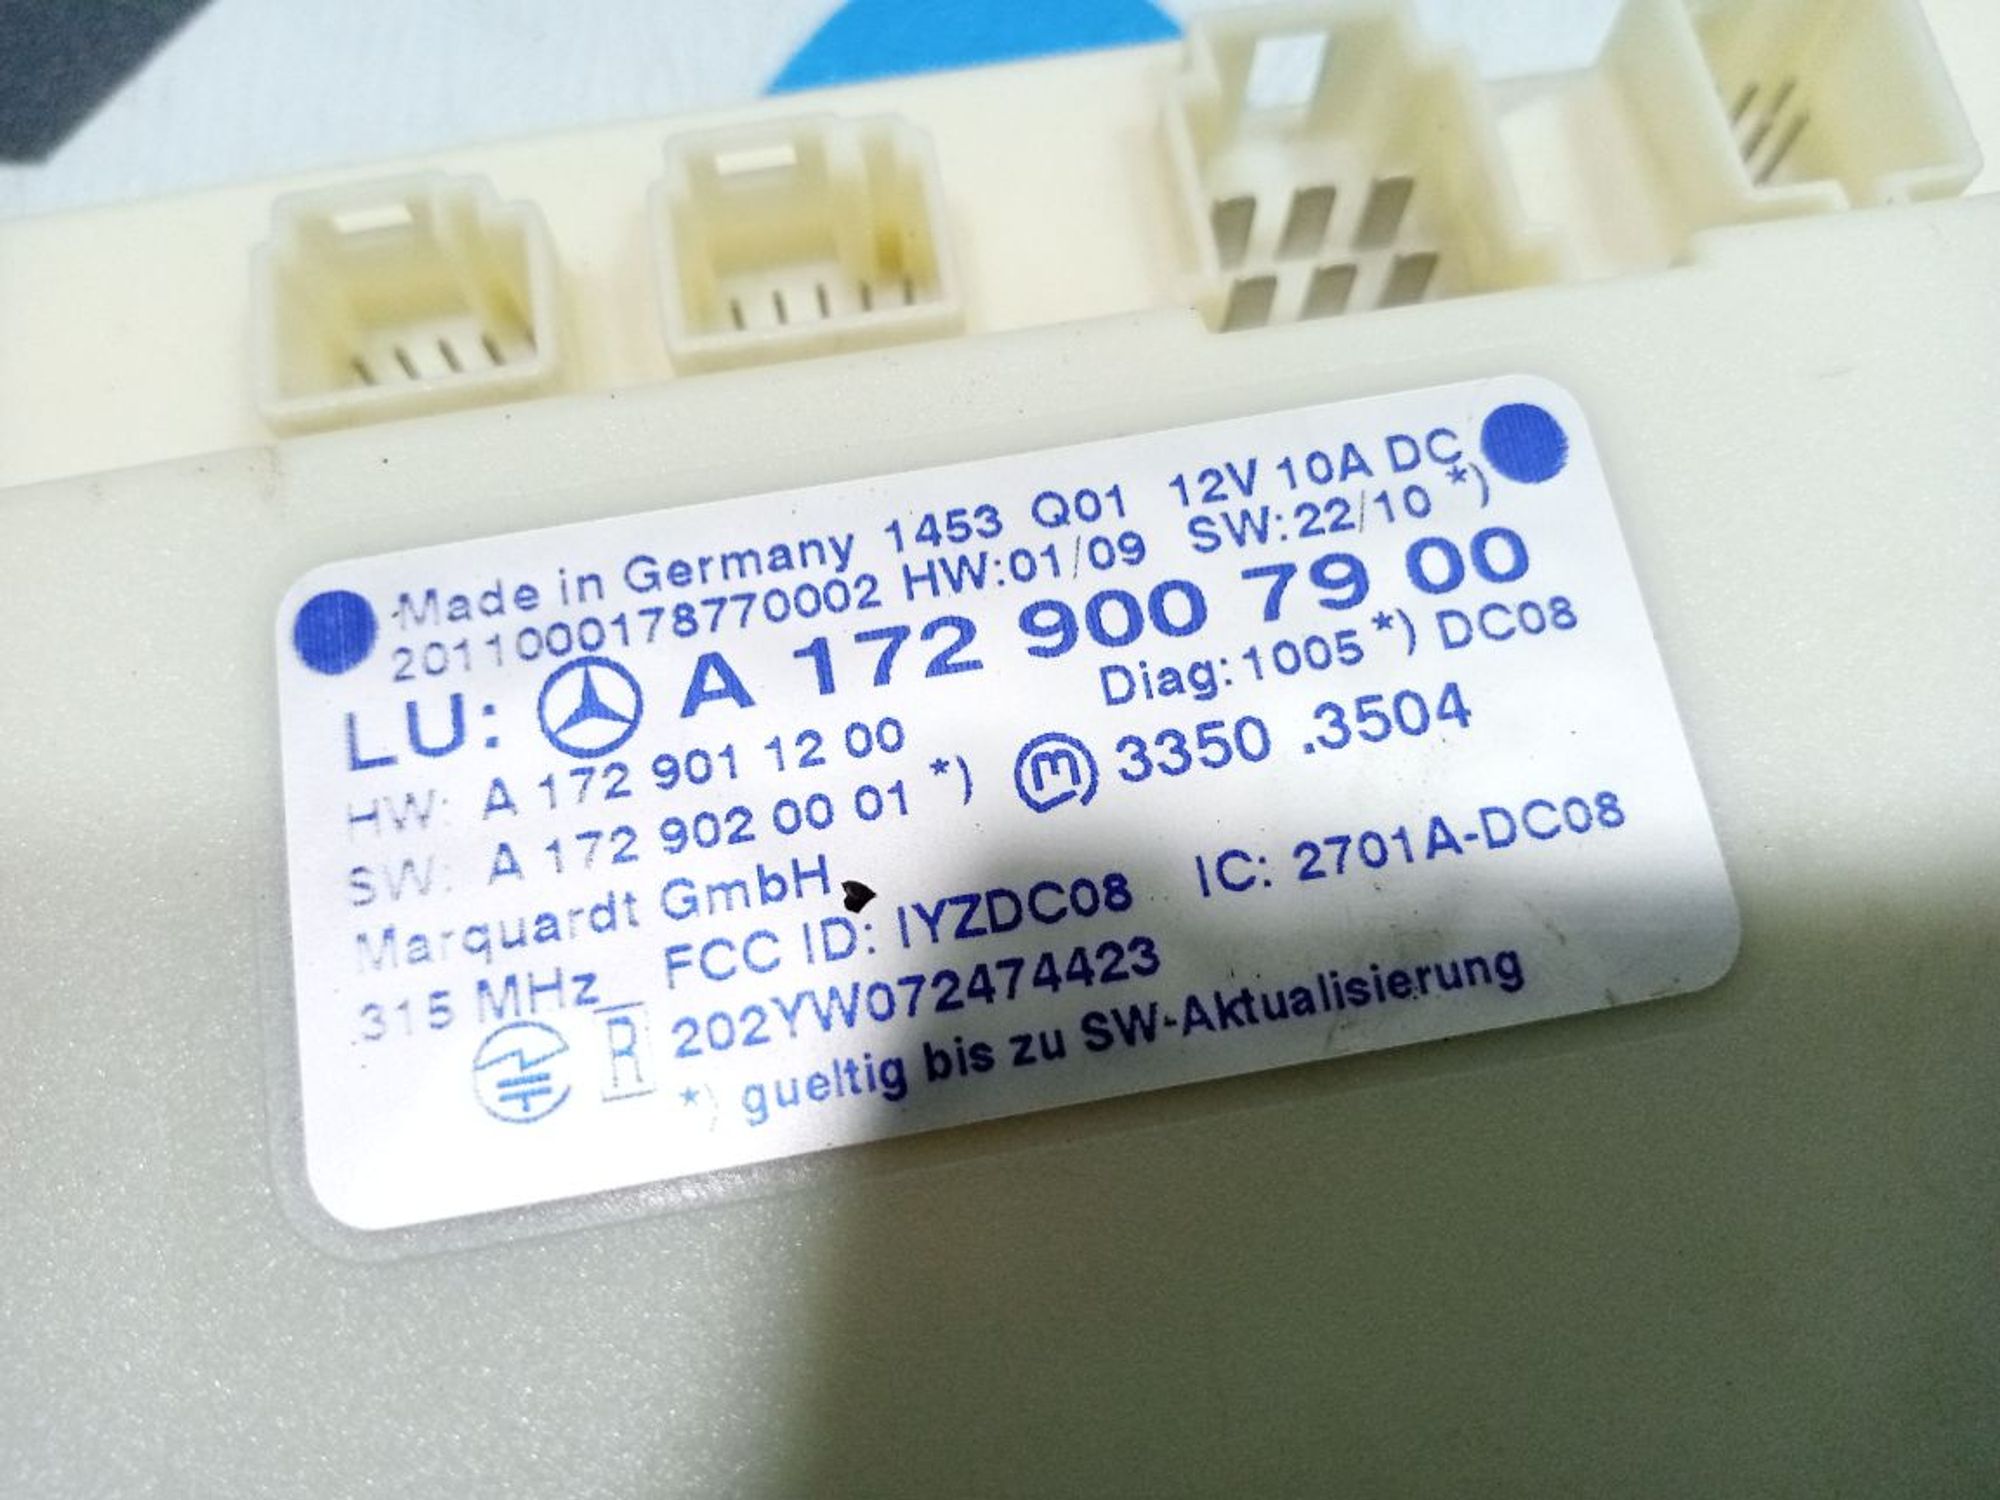 Made in Germany 1453 Q01 12V 10A DC
2011000178770002 HW:01/09 SW:22/10 *)
LU: A 172 900 79 00
HW: A 172 901 12 00 Diag:1005*) DC08
SW: A 172 902 00 01 *) m 3350 .3504
Marquardt GmbH
.315 MHz FCC ID: IYZDC08 IC: 2701A-DC08
R 202YW072474423
*) gueltig bis zu SW-Aktualisierung